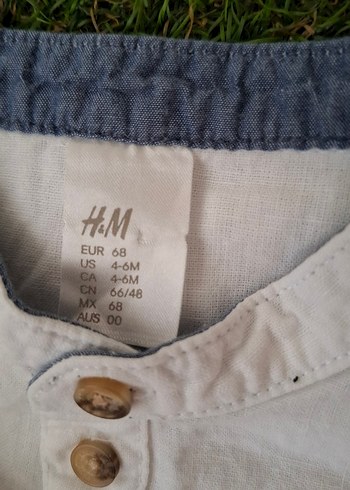 H&M
EUR 68
US 4-6M
CA 4-6M
CN 66/48
MX 68
AUS 00